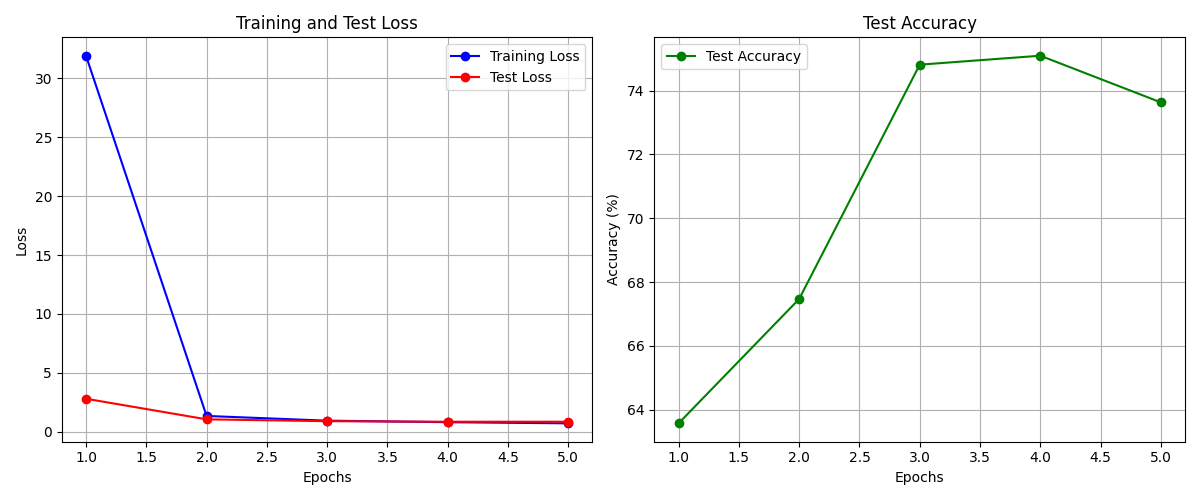 Training and Test Loss
Training Loss
Test Loss
Loss
30
25
20
15
10
5
0
1.0 1.5 2.0 2.5 3.0 3.5 4.0 4.5 5.0
Epochs
Test Accuracy
Test Accuracy
Accuracy (%)
74
72
70
68
66
64
1.0 1.5 2.0 2.5 3.0 3.5 4.0 4.5 5.0
Epochs